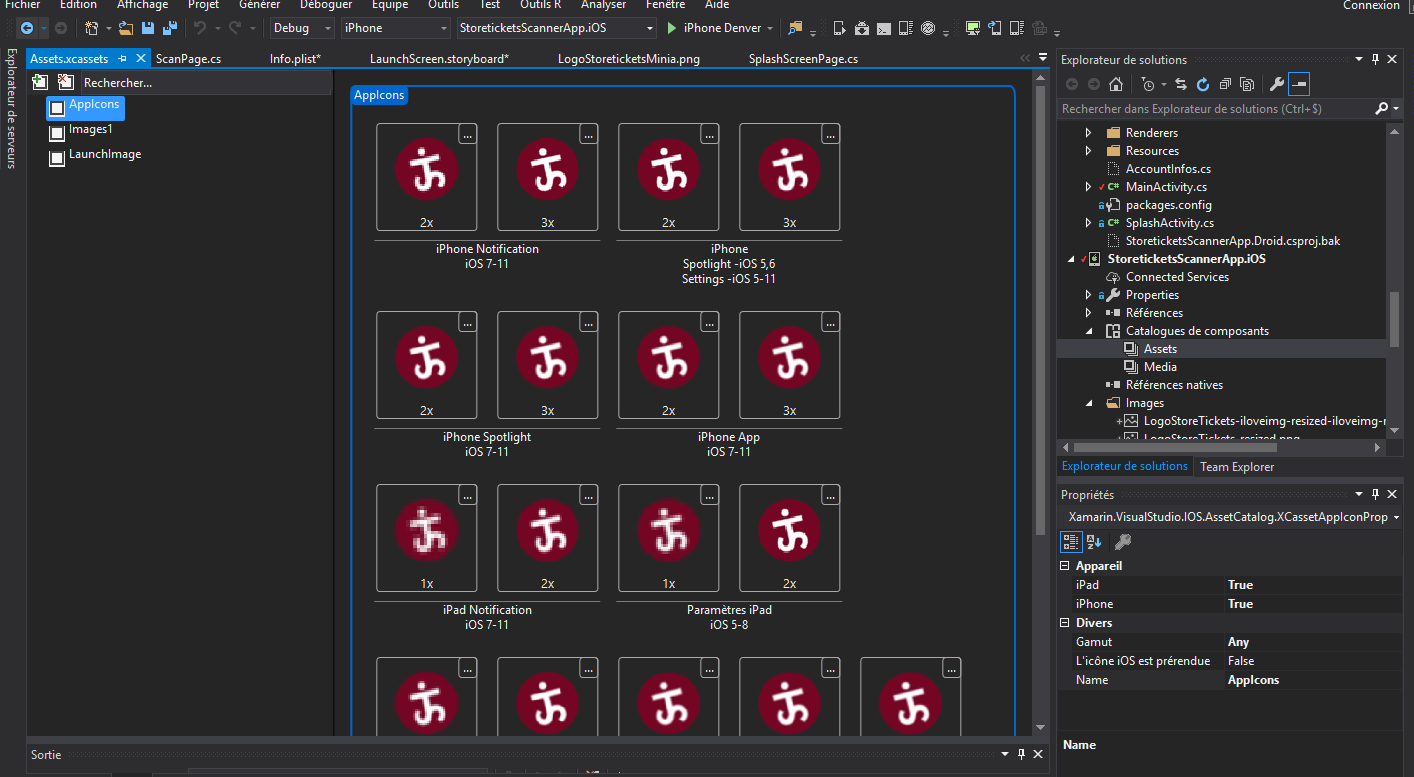 Fichier Edition Affichage Projet Générer Déboguer Equipe Outils Test Outils R Analyser Fenêtre Aide Connexion
Debug iPhone StoreticketsScannerApp.iOS iPhone Denver
Explorateur de serveurs
Assets.xcassets ScanPage.cs Info.plist* LaunchScreen.storyboard* LogoStoreticketsMinia.png SplashScreenPage.cs
Rechercher...
AppIcons
Images1
LaunchImage
AppIcons
... ... ... ...
2x 3x 2x 3x
iPhone Notification
iOS 7-11
iPhone
Spotlight -iOS 5,6
Settings -iOS 5-11
... ... ... ...
2x 3x 2x 3x
iPhone Spotlight
iOS 7-11
iPhone App
iOS 7-11
... ... ... ...
1x 2x 1x 2x
iPad Notification
iOS 7-11
Paramètres iPad
iOS 5-8
... ... ... ... ...
Sortie
Explorateur de solutions
Rechercher dans Explorateur de solutions (Ctrl+$)
Renderers
Resources
AccountInfos.cs
C# MainActivity.cs
packages.config
C# SplashActivity.cs
StoreticketsScannerApp.Droid.csproj.bak
StoreticketsScannerApp.iOS
Connected Services
Properties
Références
Catalogues de composants
Assets
Media
Références natives
Images
LogoStoreTickets-iloveimg-resized-iloveimg-r
LogoStoreTickets-resized.png
Explorateur de solutions Team Explorer
Propriétés
Xamarin.VisualStudio.IOS.AssetCatalog.XCassetAppIconProp
Appareil
iPad True
iPhone True
Divers
Gamut Any
L'icône iOS est prérendue False
Name AppIcons
Name